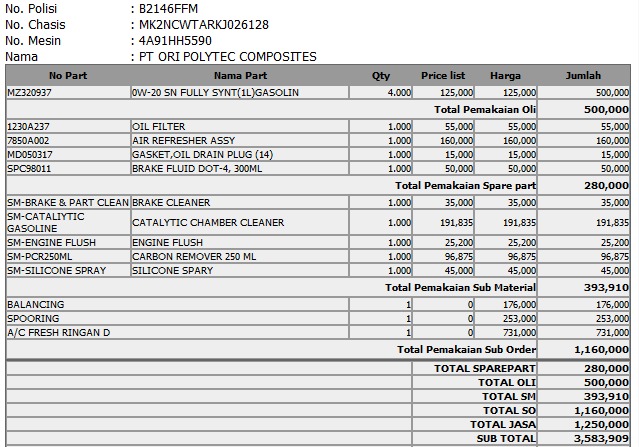 No. Polisi : B2146FFM
No. Chasis : MK2NCWTARKJ026128
No. Mesin : 4A91HH5590
Nama : PT ORI POLYTEC COMPOSITES
No Part Nama Part Qty Price list Harga Jumlah
MZ320937 0W-20 SN FULLY SYNT(1L)GASOLIN 4.000 125,000 125,000 500,000
Total Pemakaian Oli 500,000
1230A237 OIL FILTER 1.000 55,000 55,000 55,000
7850A002 AIR REFRESHER ASSY 1.000 160,000 160,000 160,000
MD050317 GASKET,OIL DRAIN PLUG (14) 1.000 15,000 15,000 15,000
SPC98011 BRAKE FLUID DOT-4, 300ML 1.000 50,000 50,000 50,000
Total Pemakaian Spare part 280,000
SM-BRAKE & PART CLEAN BRAKE CLEANER 1.000 35,000 35,000 35,000
SM-CATALIYTIC
GASOLINE CATALYTIC CHAMBER CLEANER 1.000 191,835 191,835 191,835
SM-ENGINE FLUSH ENGINE FLUSH 1.000 25,200 25,200 25,200
SM-PCR250ML CARBON REMOVER 250 ML 1.000 96,875 96,875 96,875
SM-SILICONE SPRAY SILICONE SPARY 1.000 45,000 45,000 45,000
Total Pemakaian Sub Material 393,910
BALANCING 1 0 176,000 176,000
SPOORING 1 0 253,000 253,000
A/C FRESH RINGAN D 1 0 731,000 731,000
Total Pemakaian Sub Order 1,160,000
TOTAL SPAREPART 280,000
TOTAL OLI 500,000
TOTAL SM 393,910
TOTAL SO 1,160,000
TOTAL JASA 1,250,000
SUB TOTAL 3,583,909